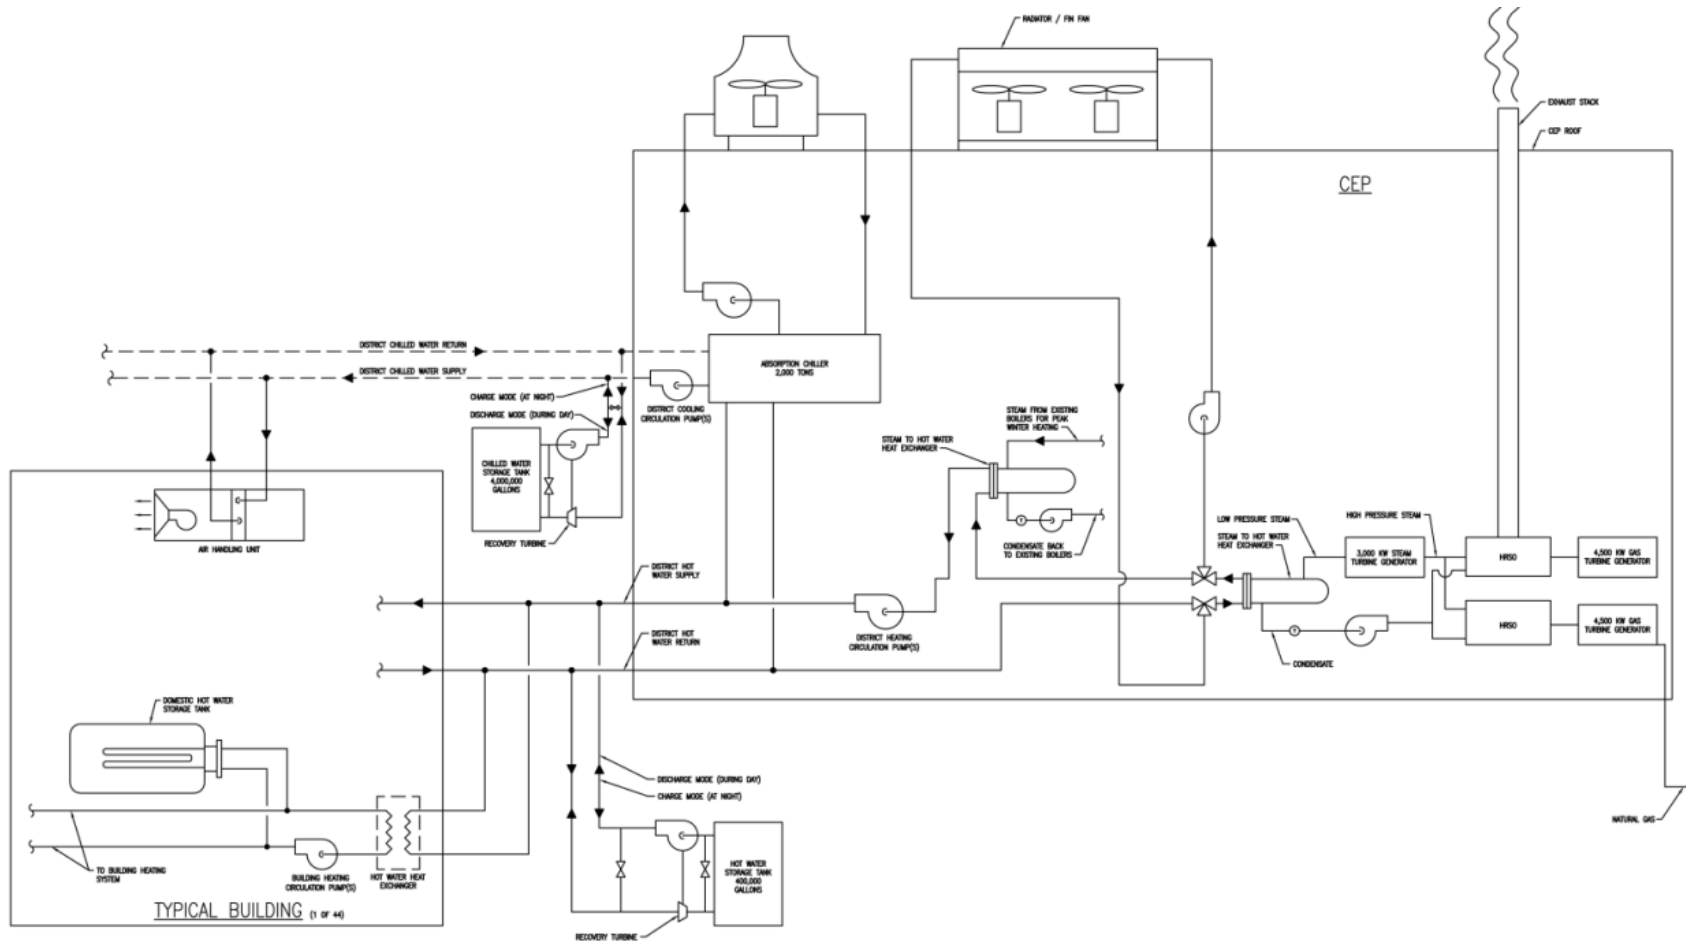 RADIATOR / FIN FAN
EXHAUST STACK
CEP ROOF
CEP
DISTRICT CHILLED WATER RETURN
DISTRICT CHILLED WATER SUPPLY
ABSORPTION CHILLER
2,000 TONS
CHARGE MODE (AT NIGHT)
DISCHARGE MODE (DURING DAY)
DISTRICT COOLING
CIRCULATION PUMP(S)
CHILLED WATER
STORAGE TANK
4,000,000
GALLONS
RECOVERY TURBINE
AIR HANDLING UNIT
STEAM FROM EXISTING
BOILERS FOR PEAK
WINTER HEATING
STEAM TO HOT WATER
HEAT EXCHANGER
CONDENSATE BACK
TO EXISTING BOILERS
LOW PRESSURE STEAM
STEAM TO HOT WATER
HEAT EXCHANGER
HIGH PRESSURE STEAM
3,000 KW STEAM
TURBINE GENERATOR
HRSG
4,500 KW GAS
TURBINE GENERATOR
HRSG
4,500 KW GAS
TURBINE GENERATOR
T
T
CONDENSATE
DISTRICT HOT
WATER SUPPLY
DISTRICT HOT
WATER RETURN
DISTRICT HEATING
CIRCULATION PUMP(S)
DOMESTIC HOT WATER
STORAGE TANK
DISCHARGE MODE (DURING DAY)
CHARGE MODE (AT NIGHT)
NATURAL GAS
TO BUILDING HEATING
SYSTEM
BUILDING HEATING
CIRCULATION PUMP(S)
HOT WATER HEAT
EXCHANGER
HOT WATER
STORAGE TANK
400,000
GALLONS
RECOVERY TURBINE
TYPICAL BUILDING (1 OF 44)